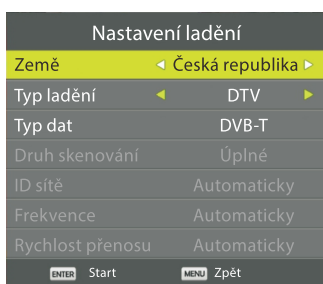 Nastavení ladění
Země Česká republika
Typ ladění DTV
Typ dat DVB-T
Druh skenování Úplné
ID sítě Automaticky
Frekvence Automaticky
Rychlost přenosu Automaticky
ENTER Start MENU Zpět